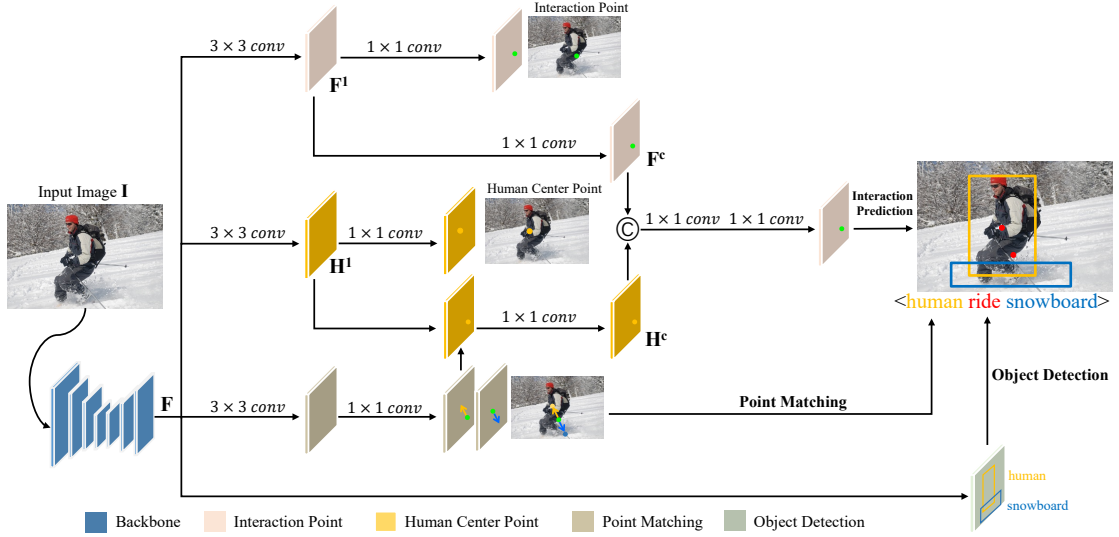 Interaction Point
3 × 3 conv
1 × 1 conv
F¹
1 × 1 conv
Fᶜ
Input Image I
Human Center Point
3 × 3 conv
1 × 1 conv
H¹
C
1 × 1 conv 1 × 1 conv
Interaction
Prediction
<human ride snowboard>
1 × 1 conv
Hᶜ
Object Detection
F
3 × 3 conv
1 × 1 conv
Point Matching
human
snowboard
Backbone
Interaction Point
Human Center Point
Point Matching
Object Detection